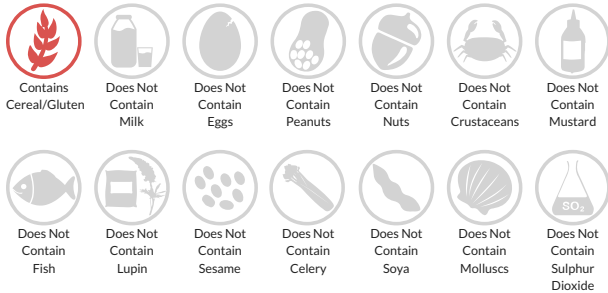 Contains
Cereal/Gluten
Does Not
Contain
Milk
Does Not
Contain
Eggs
Does Not
Contain
Peanuts
Does Not
Contain
Nuts
Does Not
Contain
Crustaceans
Does Not
Contain
Mustard
SO₂
Does Not
Contain
Fish
Does Not
Contain
Lupin
Does Not
Contain
Sesame
Does Not
Contain
Celery
Does Not
Contain
Soya
Does Not
Contain
Molluscs
Does Not
Contain
Sulphur
Dioxide